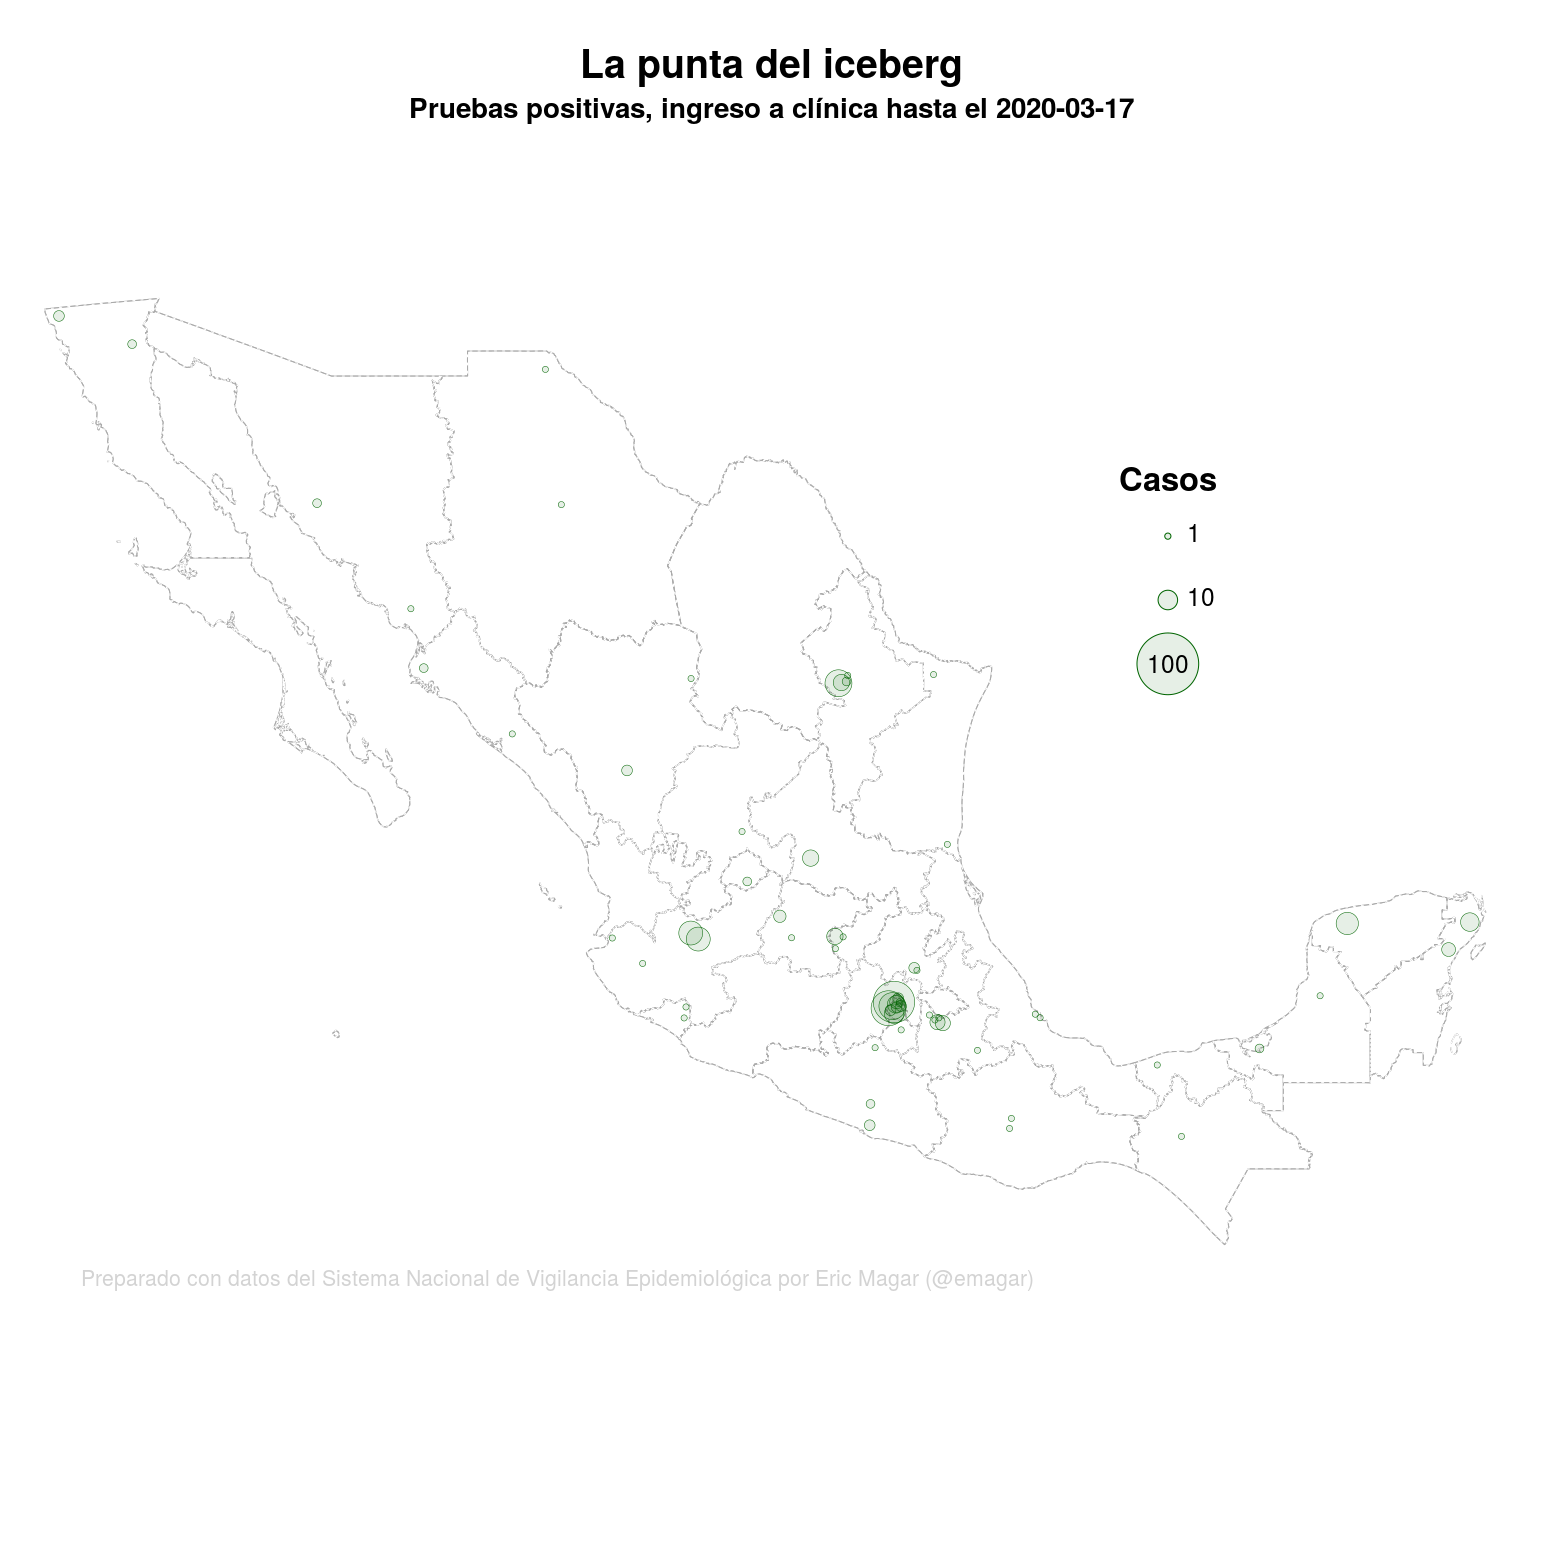 La punta del iceberg
Pruebas positivas, ingreso a clínica hasta el 2020-03-17
Casos
1
10
100
Preparado con datos del Sistema Nacional de Vigilancia Epidemiológica por Eric Magar (@emagar)